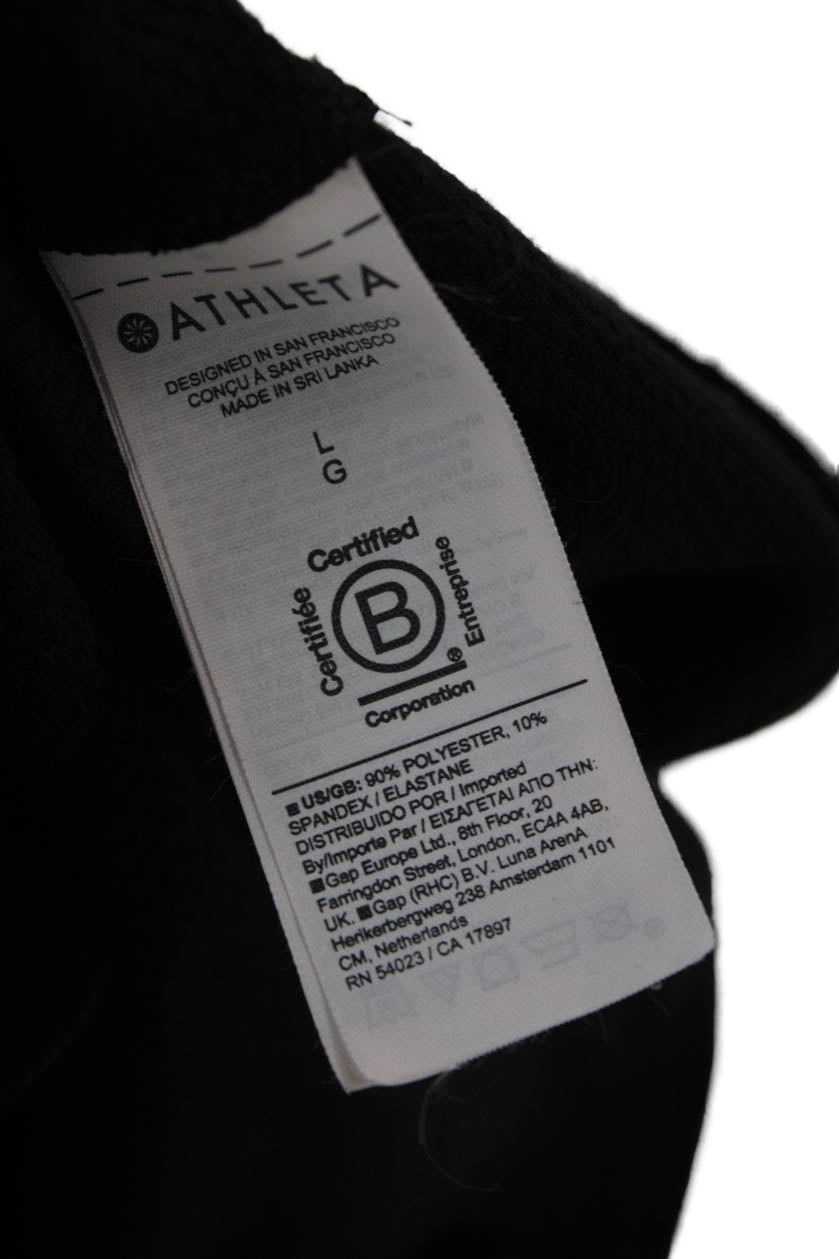 ATHLETA
DESIGNED IN SAN FRANCISCO
CONÇU À SAN FRANCISCO
MADE IN SRI LANKA
L
G
Certified
Certifiée
B
Entreprise
®
Corporation
US/GB: 90% POLYESTER, 10%
SPANDEX / ELASTANE
DISTRIBUIDO POR / Imported
By/Importe Par / ΕΙΣΑΓΕΤΑΙ ΑΠΟ ΤΗΝ:
Gap Europe Ltd., 8th Floor, 20
Farringdon Street, London, EC4A 4AB,
UK. Gap (RHC) B.V. Luna ArenA
Herikerbergweg 238 Amsterdam 1101
CM, Netherlands
RN 54023 / CA 17897